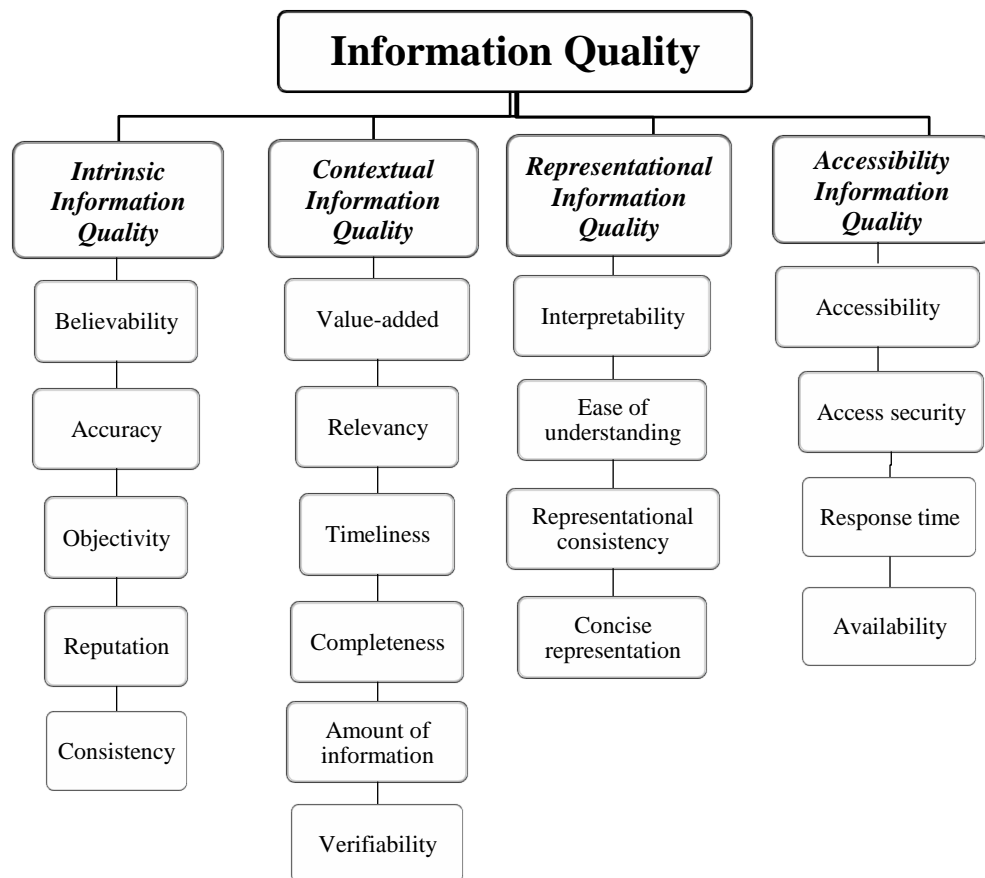 Information Quality
Intrinsic
Information
Quality
Believability
Accuracy
Objectivity
Reputation
Consistency
Contextual
Information
Quality
Value-added
Relevancy
Timeliness
Completeness
Amount of
information
Verifiability
Representational
Information
Quality
Interpretability
Ease of
understanding
Representational
consistency
Concise
representation
Accessibility
Information
Quality
Accessibility
Access security
Response time
Availability